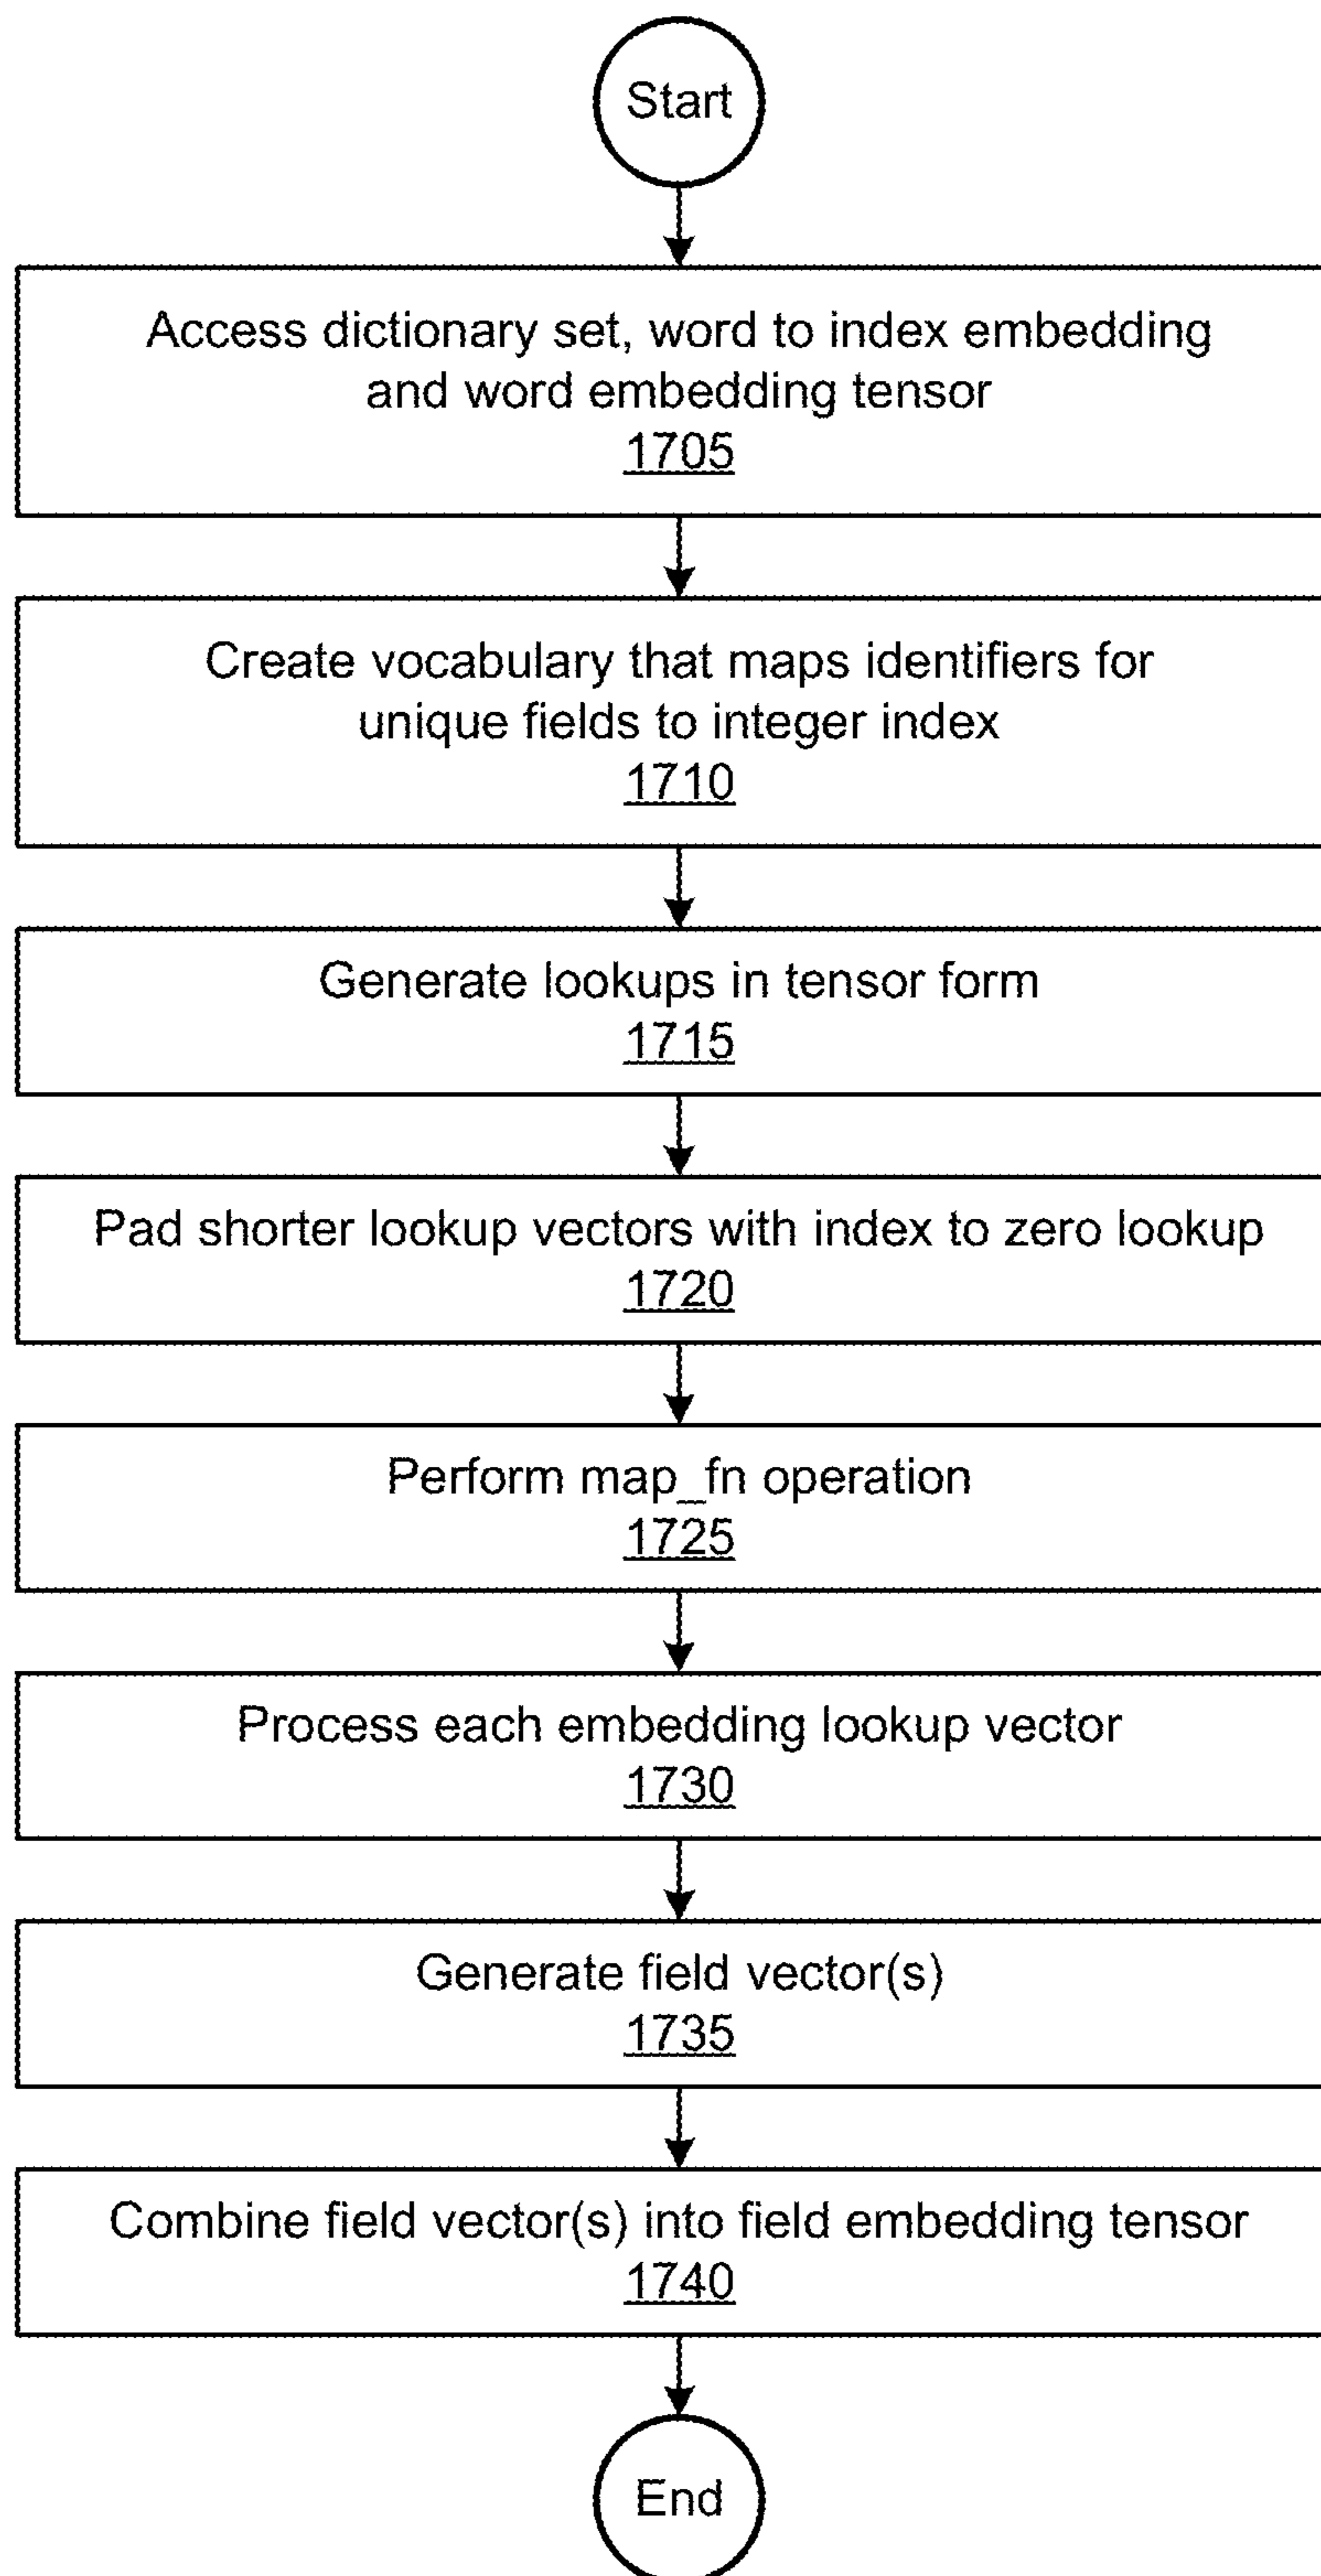 Start
Access dictionary set, word to index embedding
and word embedding tensor
1705
Create vocabulary that maps identifiers for
unique fields to integer index
1710
Generate lookups in tensor form
1715
Pad shorter lookup vectors with index to zero lookup
1720
Perform map_fn operation
1725
Process each embedding lookup vector
1730
Generate field vector(s)
1735
Combine field vector(s) into field embedding tensor
1740
End